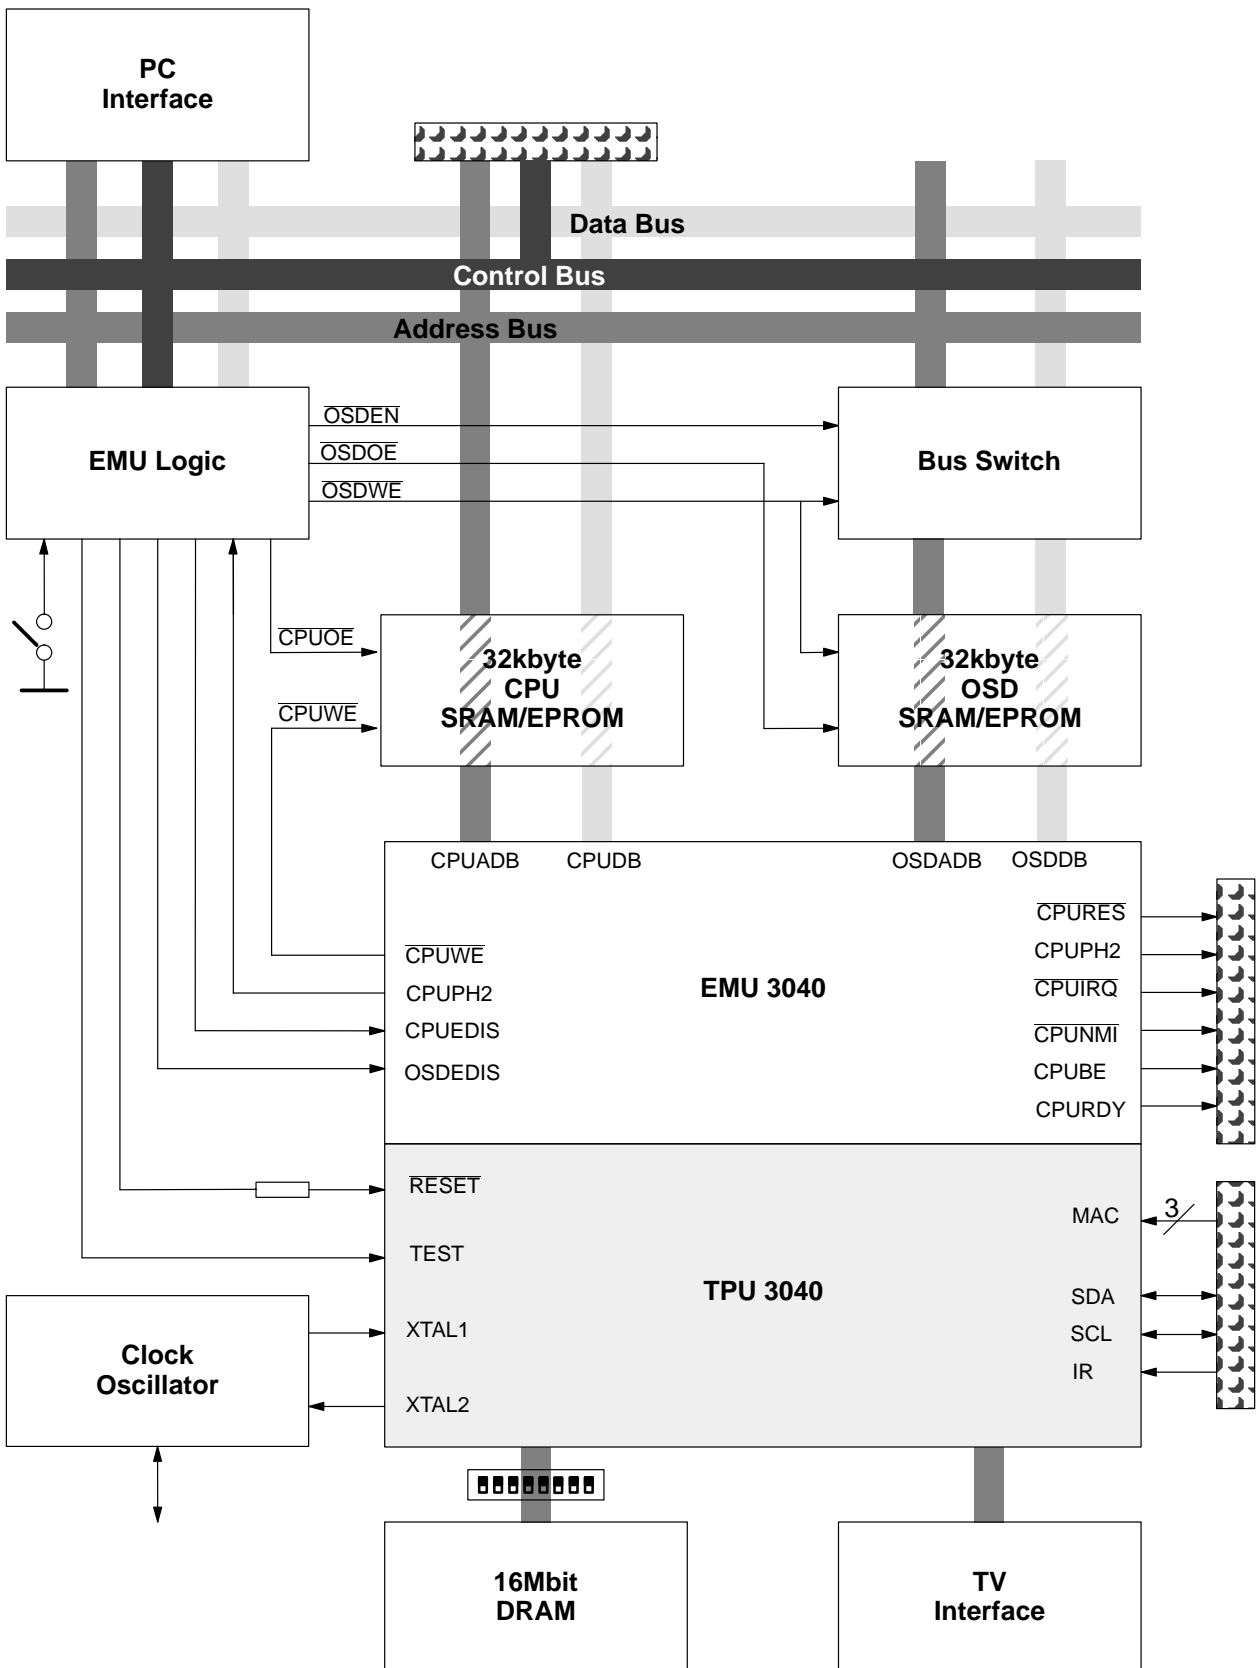 PC
Interface
Data Bus
Control Bus
Address Bus
EMU Logic
OSDEN
OSDOE
OSDWE
Bus Switch
CPUOE
CPUWE
32kbyte
CPU
SRAM/EPROM
32kbyte
OSD
SRAM/EPROM
CPUADB
CPUDB
OSDADB
OSDDB
CPUWE
CPUPH2
CPUEDIS
OSDEDIS
EMU 3040
CPURES
CPUPH2
CPUIRQ
CPUNMI
CPUBE
CPURDY
RESET
TEST
XTAL1
XTAL2
TPU 3040
MAC
3
SDA
SCL
IR
Clock
Oscillator
16Mbit
DRAM
TV
Interface